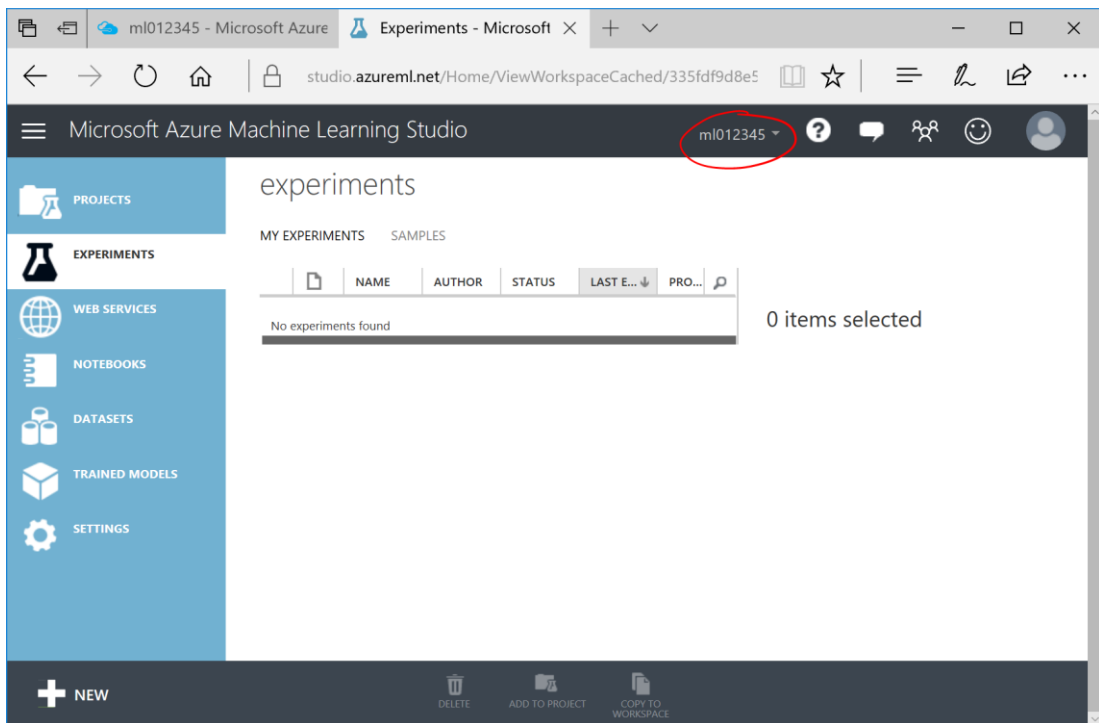 ml012345 - Microsoft Azure
Experiments - Microsoft
studio.azureml.net/Home/ViewWorkspaceCached/335fdf9d8e5
Microsoft Azure Machine Learning Studio
ml012345
PROJECTS
EXPERIMENTS
WEB SERVICES
NOTEBOOKS
DATASETS
TRAINED MODELS
SETTINGS
experiments
MY EXPERIMENTS SAMPLES
NAME AUTHOR STATUS LAST E... PRO...
No experiments found
0 items selected
NEW
DELETE
ADD TO PROJECT
COPY TO
WORKSPACE